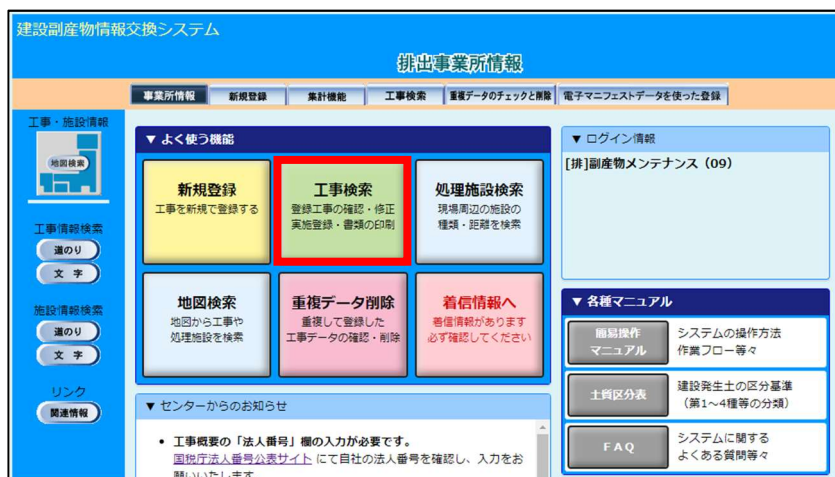 建設副産物情報交換システム
排出事業所情報
事業所情報 新規登録 集計機能 工事検索 重複データのチェックと削除 電子マニフェストデータを使った登録
工事・施設情報
地図検索
工事情報検索
道のり
文 字
施設情報検索
道のり
文 字
リンク
関連情報
▼ よく使う機能
新規登録
工事を新規で登録する
工事検索
登録工事の確認・修正
実施登録・書類の印刷
処理施設検索
現場周辺の施設の
種類・距離を検索
地図検索
地図から工事や
処理施設を検索
重複データ削除
重複して登録した
工事データの確認・削除
着信情報へ
着信情報があります
必ず確認してください
▼ センターからのお知らせ
• 工事概要の「法人番号」欄の入力が必要です。
国税庁法人番号公表サイト にて自社の法人番号を確認し、入力をお
願いいたします
▼ ログイン情報
[排]副産物メンテナンス（09）
▼ 各種マニュアル
簡易操作
マニュアル
システムの操作方法
作業フロー等々
土質区分表
建設発生土の区分基準
（第1～4種等の分類）
FAQ
システムに関する
よくある質問等々